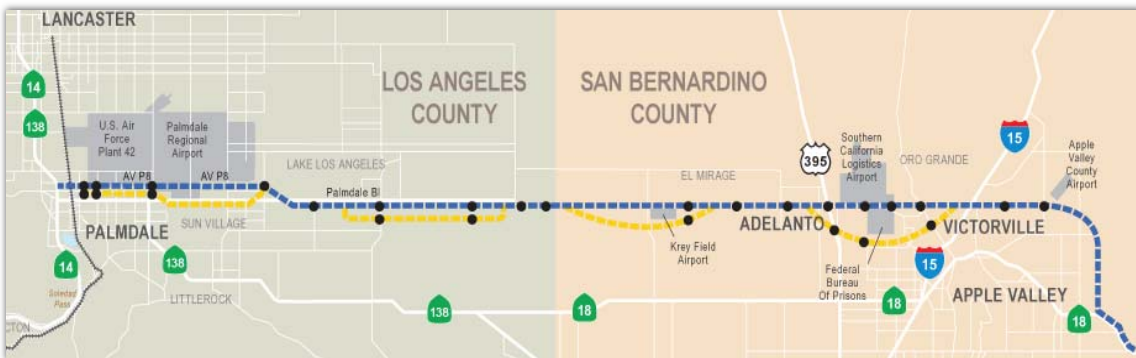 LANCASTER
14
138
U.S. Air
Force
Plant 42
Palmdale
Regional
Airport
LOS ANGELES
COUNTY
SAN BERNARDINO
COUNTY
15
Southern
California
Logistics
Airport
395
ORO GRANDE
Apple
Valley
County
Airport
LAKE LOS ANGELES
AV P8
AV P8
Palmdale Bl
EL MIRAGE
SUN VILLAGE
PALMDALE
ADELANTO
VICTORVILLE
Krey Field
Airport
14
138
15
Federal
Bureau
Of Prisons
Soledad
Pass
LITTLEROCK
138
18
18
APPLE VALLEY
18
CTON